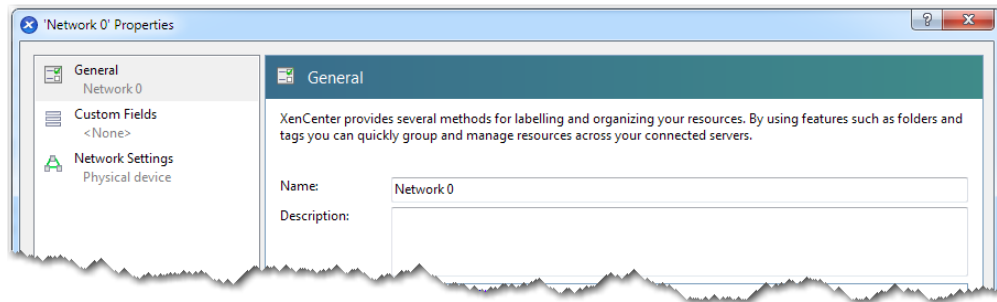 'Network 0' Properties
General
Network 0
Custom Fields
<None>
Network Settings
Physical device
General
XenCenter provides several methods for labelling and organizing your resources. By using features such as folders and
tags you can quickly group and manage resources across your connected servers.
Name:
Network 0
Description: